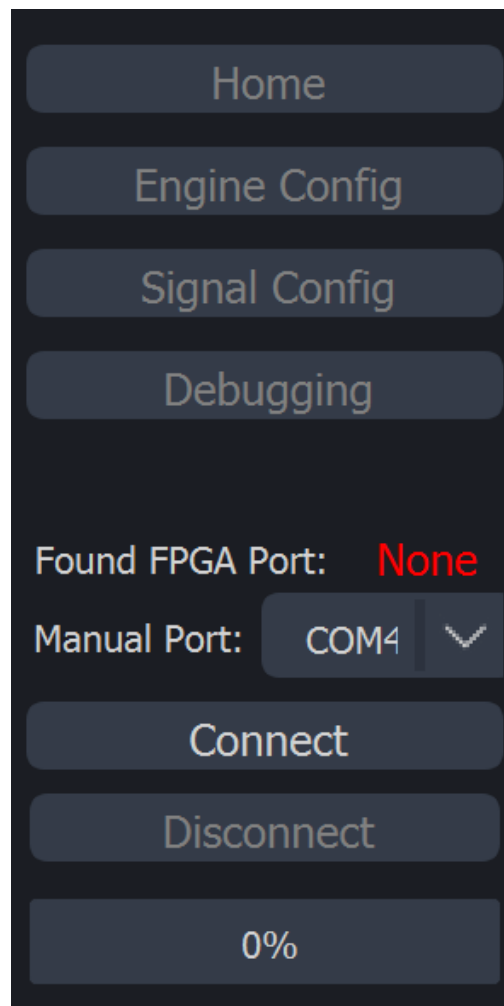 Home
Engine Config
Signal Config
Debugging
Found FPGA Port: None
Manual Port: COM4
Connect
Disconnect
0%